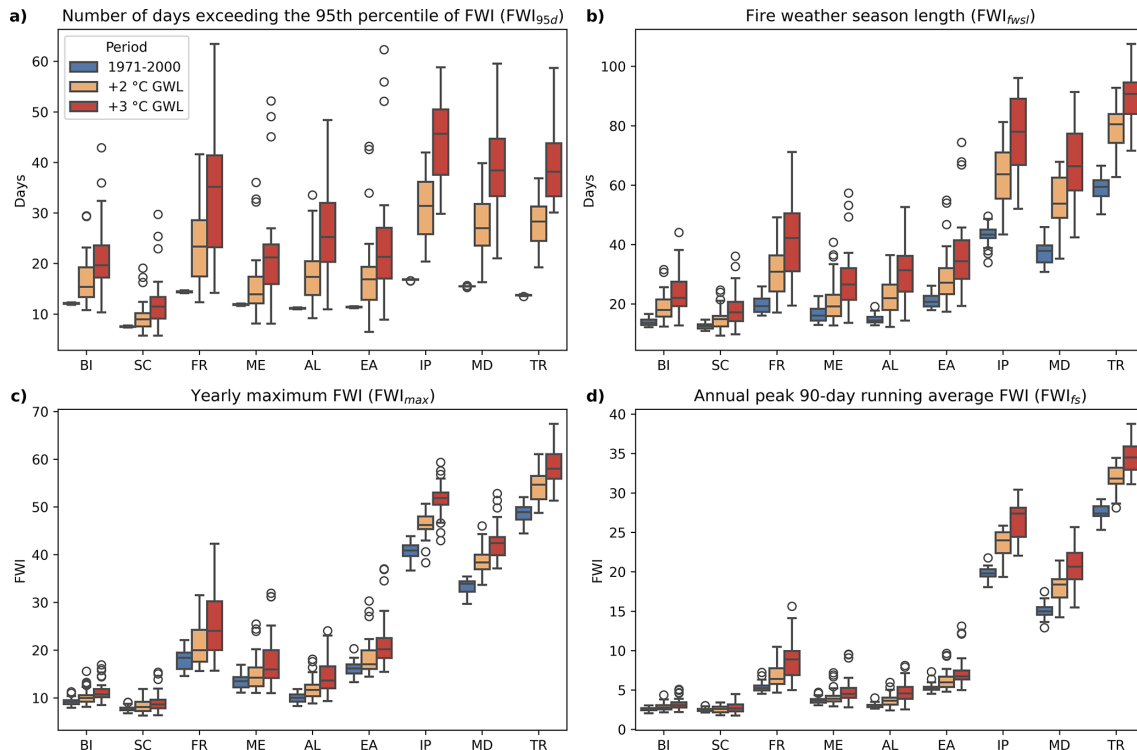 a) Number of days exceeding the 95th percentile of FWI (FWI95d)
Period
1971-2000
+2 °C GWL
+3 °C GWL
Days
60
50
40
30
20
10
BI SC FR ME AL EA IP MD TR
b) Fire weather season length (FWIfwsl)
Days
100
80
60
40
20
BI SC FR ME AL EA IP MD TR
c) Yearly maximum FWI (FWImax)
FWI
70
60
50
40
30
20
10
BI SC FR ME AL EA IP MD TR
d) Annual peak 90-day running average FWI (FWIfs)
FWI
40
35
30
25
20
15
10
5
0
BI SC FR ME AL EA IP MD TR